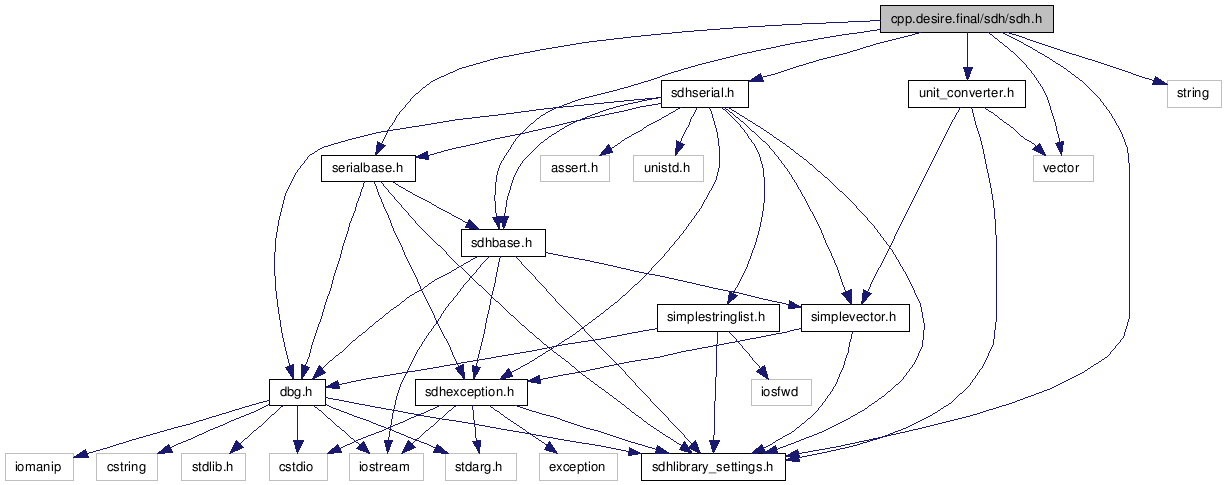 cpp.desire.final/sdh/sdh.h
sdhserial.h
unit_converter.h
string
serialbase.h
assert.h
unistd.h
vector
sdhbase.h
simplestringlist.h
simplevector.h
dbg.h
sdhexception.h
iosfwd
iomanip
cstring
stdlib.h
cstdio
iostream
stdarg.h
exception
sdhlibrary_settings.h